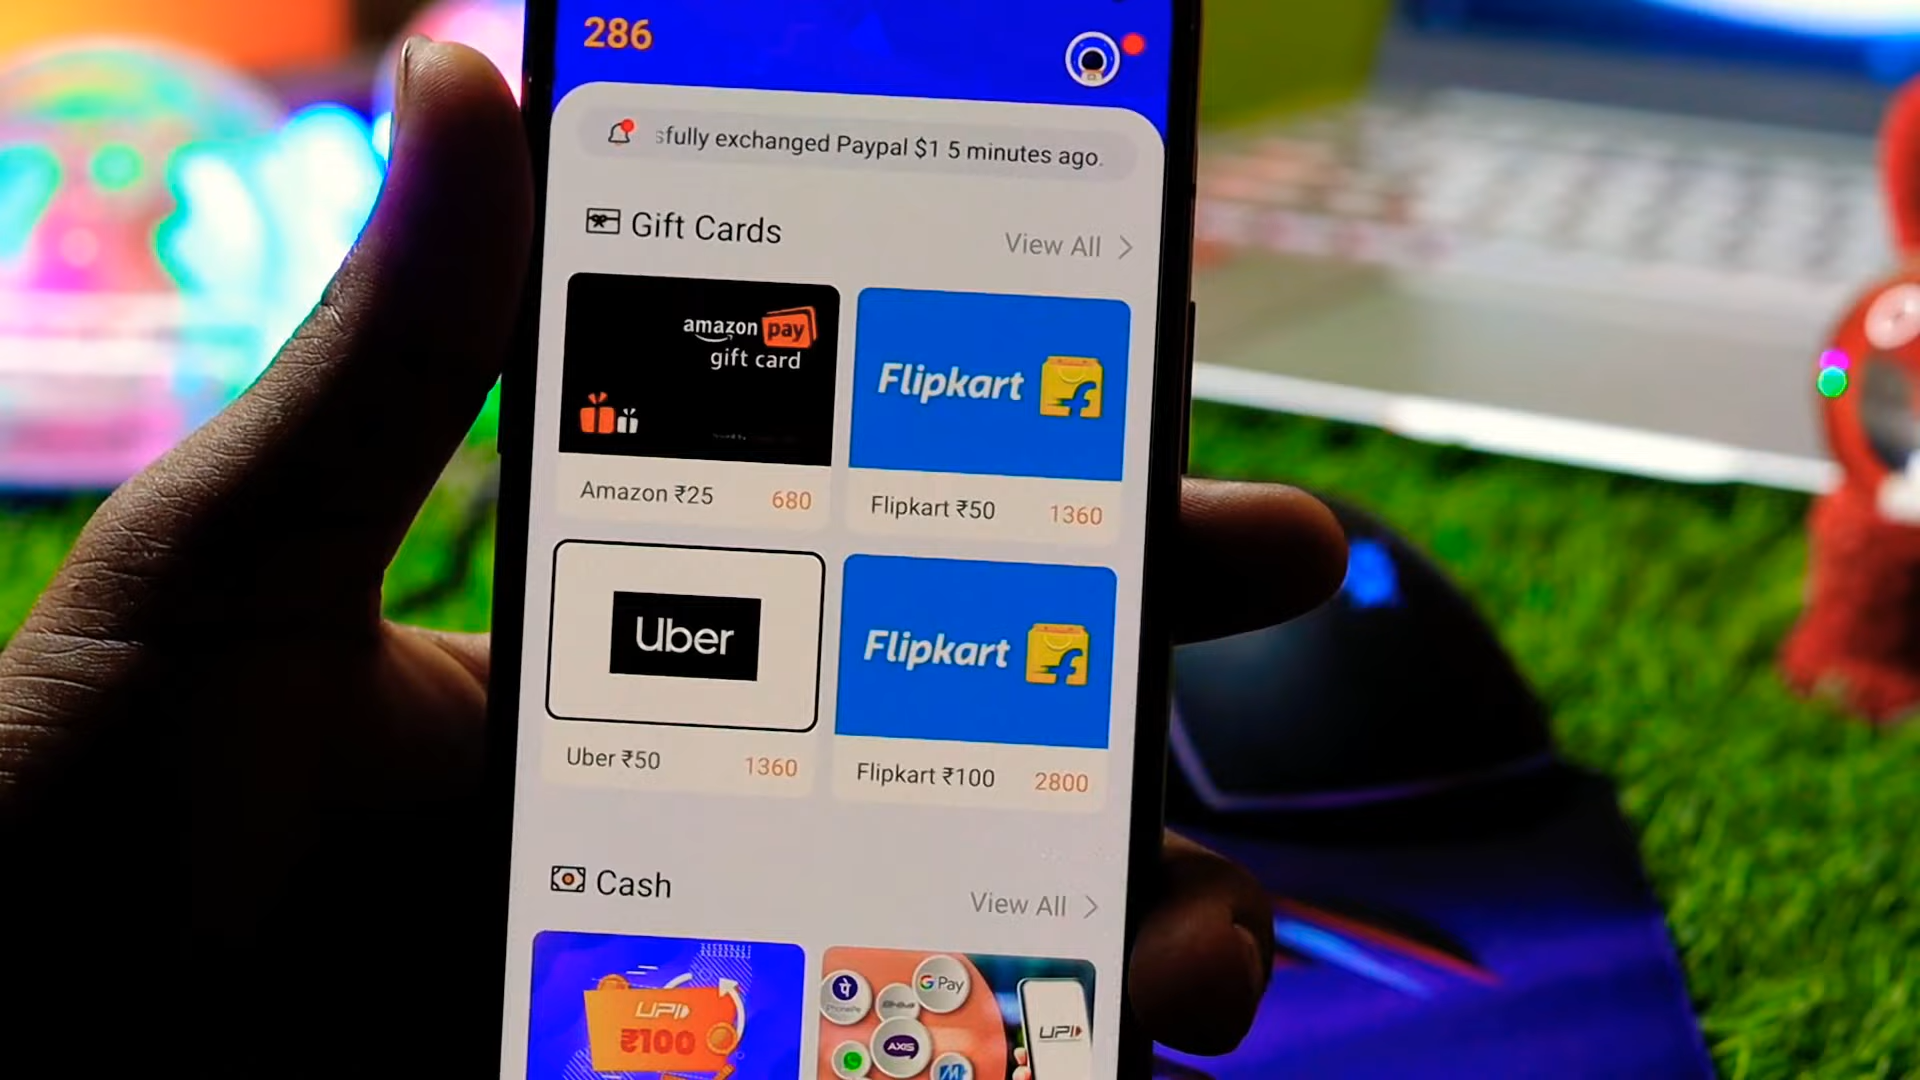 286
sfully exchanged Paypal $1 5 minutes ago.
Gift Cards
View All
amazon pay
gift card
Flipkart
Amazon ₹25 680
Flipkart ₹50 1360
Uber
Flipkart
Uber ₹50 1360
Flipkart ₹100 2800
Cash
View All
UPI
₹100
PhonePe
G Pay
AXIS
UPI